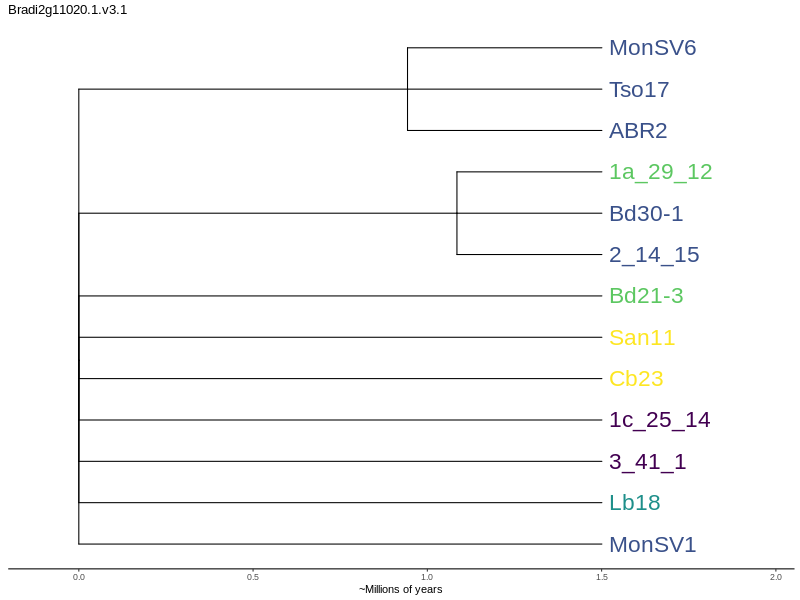 Bradi2g11020.1.v3.1
MonSV6
Tso17
ABR2
1a_29_12
Bd30-1
2_14_15
Bd21-3
San11
Cb23
1c_25_14
3_41_1
Lb18
MonSV1
0.0 0.5 1.0 1.5 2.0
~Millions of years